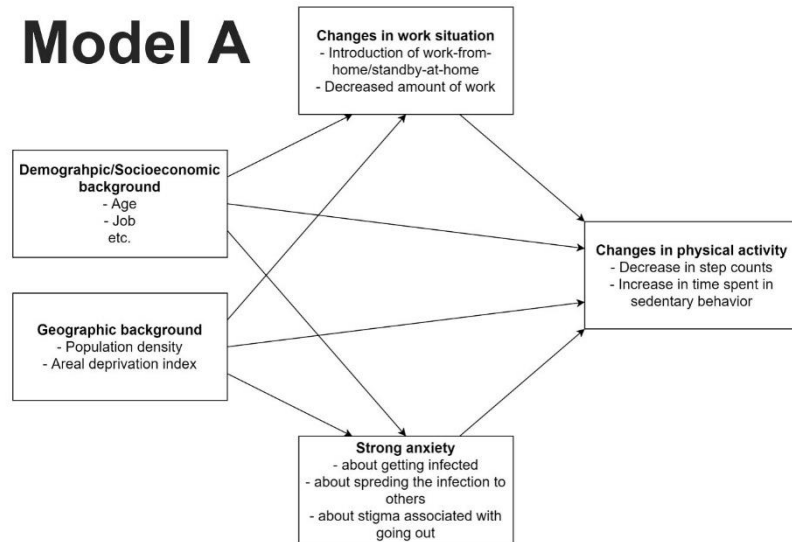 Model A
Changes in work situation
- Introduction of work-from-
home/standby-at-home
- Decreased amount of work
Demograhpic/Socioeconomic
background
- Age
- Job
etc.
Changes in physical activity
- Decrease in step counts
- Increase in time spent in
sedentary behavior
Geographic background
- Population density
- Areal deprivation index
Strong anxiety
- about getting infected
- about spreding the infection to
others
- about stigma associated with
going out